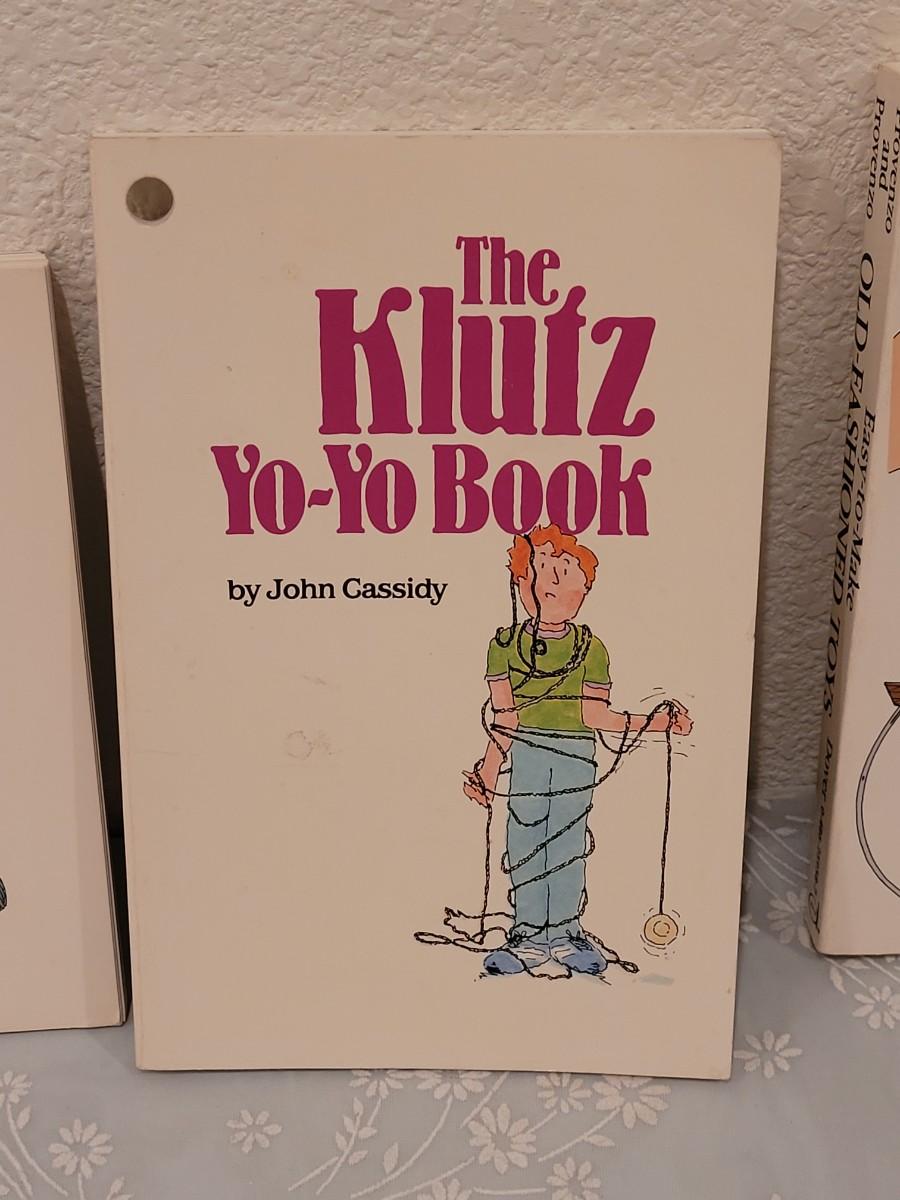 The
Klutz
Yo-Yo Book
by John Cassidy
Provenzo
and
Provenzo
Easy-to-Make
OLD-FASHIONED TOYS